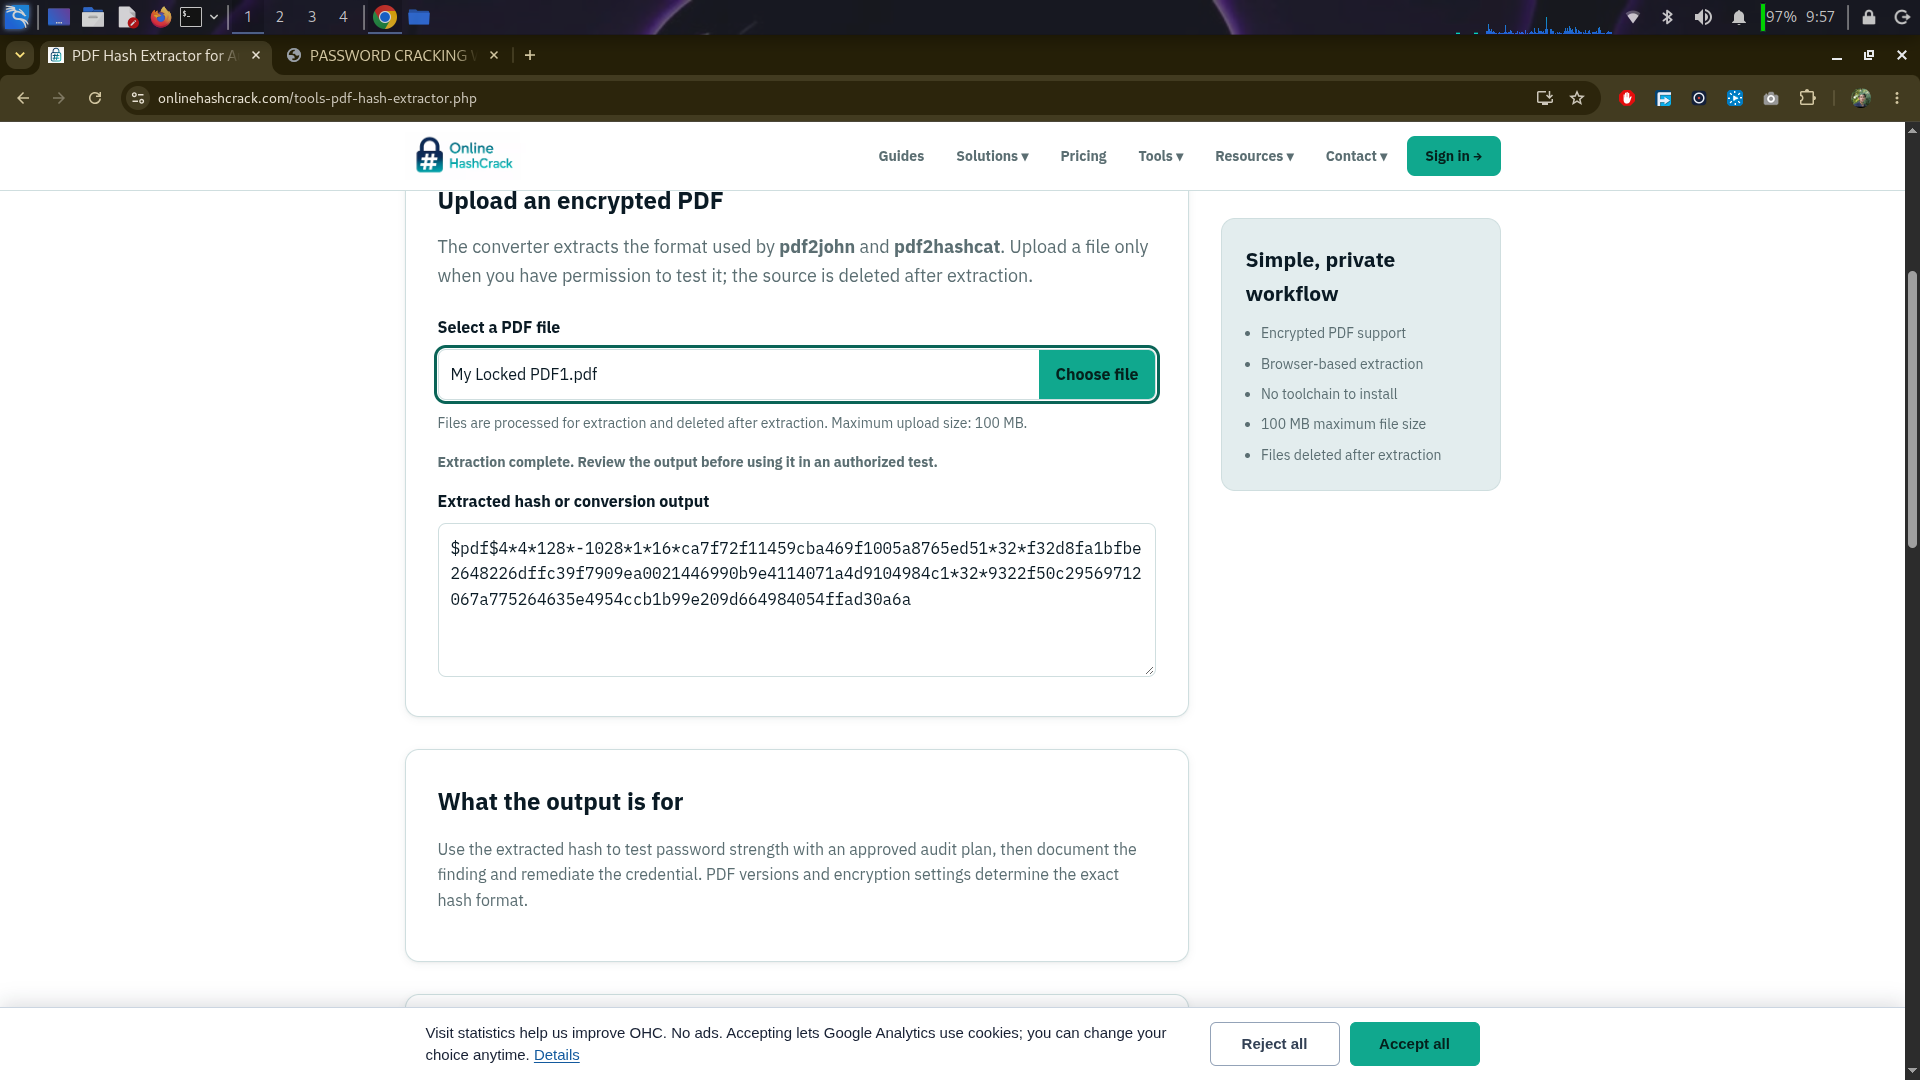 1 2 3 4 97% 9:57
PDF Hash Extractor for A PASSWORD CRACKING
onlinehashcrack.com/tools-pdf-hash-extractor.php
Online
HashCrack
Guides Solutions ▾ Pricing Tools ▾ Resources ▾ Contact ▾ Sign in →
Upload an encrypted PDF
The converter extracts the format used by pdf2john and pdf2hashcat. Upload a file only
when you have permission to test it; the source is deleted after extraction.
Select a PDF file
My Locked PDF1.pdf Choose file
Files are processed for extraction and deleted after extraction. Maximum upload size: 100 MB.
Extraction complete. Review the output before using it in an authorized test.
Extracted hash or conversion output
$pdf$4*4*128*-1028*1*16*ca7f72f11459cba469f1005a8765ed51*32*f32d8fa1bfbe
2648226dffc39f7909ea0021446990b9e4114071a4d9104984c1*32*9322f50c29569712
067a775264635e4954ccb1b99e209d664984054ffad30a6a
Simple, private
workflow
• Encrypted PDF support
• Browser-based extraction
• No toolchain to install
• 100 MB maximum file size
• Files deleted after extraction
What the output is for
Use the extracted hash to test password strength with an approved audit plan, then document the
finding and remediate the credential. PDF versions and encryption settings determine the exact
hash format.
Visit statistics help us improve OHC. No ads. Accepting lets Google Analytics use cookies; you can change your
choice anytime. Details
Reject all Accept all